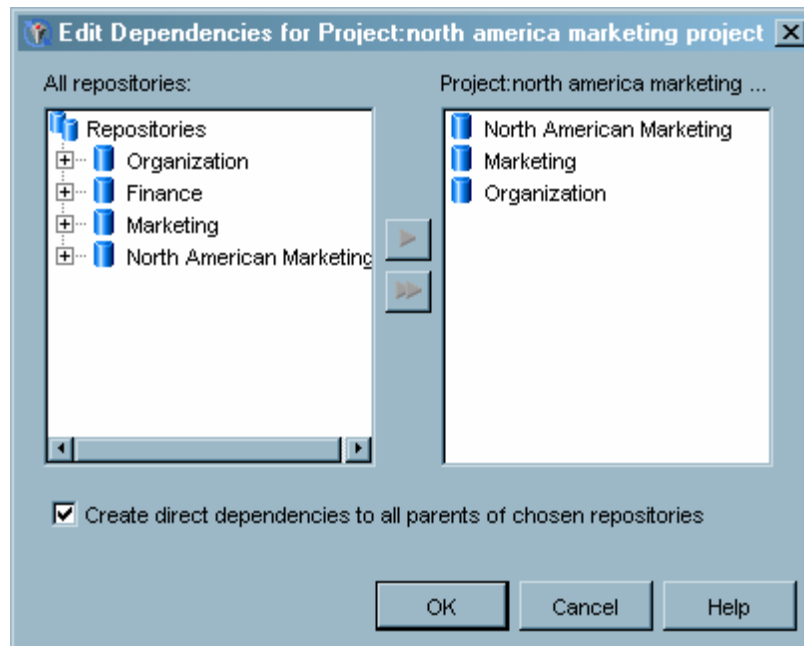 Edit Dependencies for Project:north america marketing project
All repositories:
Project:north america marketing ...
Repositories
Organization
Finance
Marketing
North American Marketing
North American Marketing
Marketing
Organization
Create direct dependencies to all parents of chosen repositories
OK
Cancel
Help